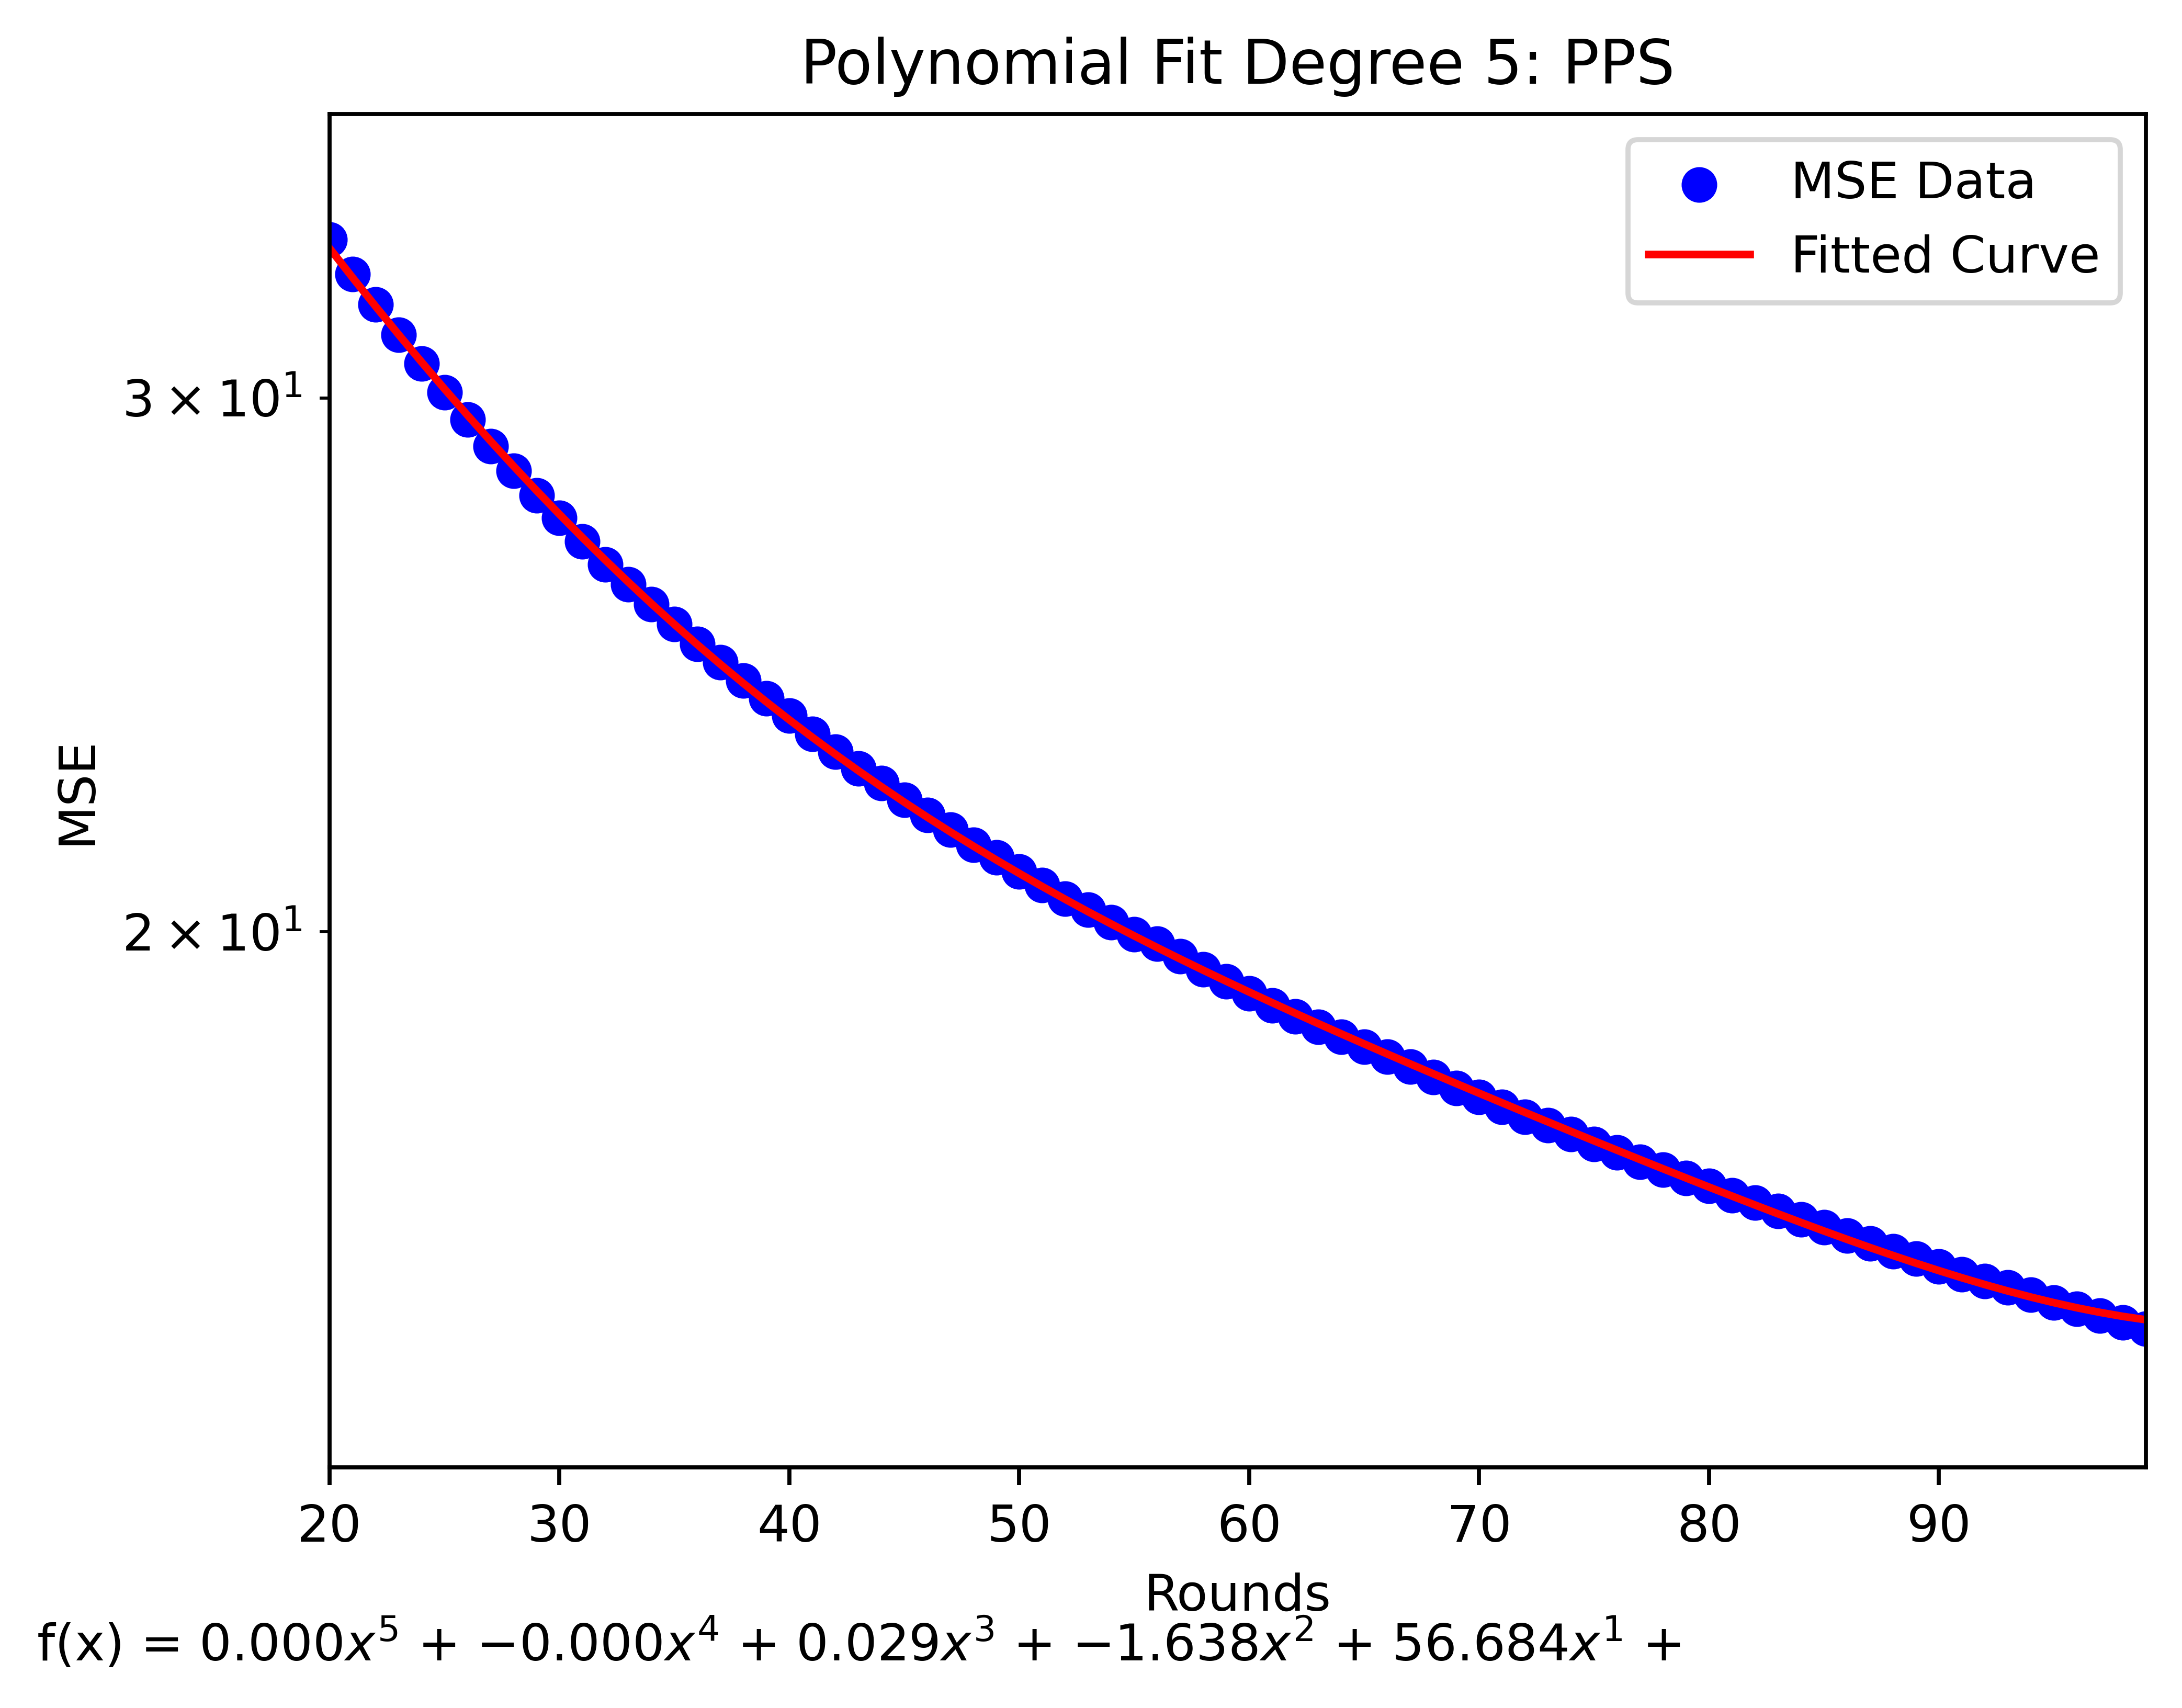 Polynomial Fit Degree 5: PPS
MSE Data
Fitted Curve
3 × 10¹
2 × 10¹
MSE
20 30 40 50 60 70 80 90
Rounds
f(x) = 0.000x⁵ + −0.000x⁴ + 0.029x³ + −1.638x² + 56.684x¹ +